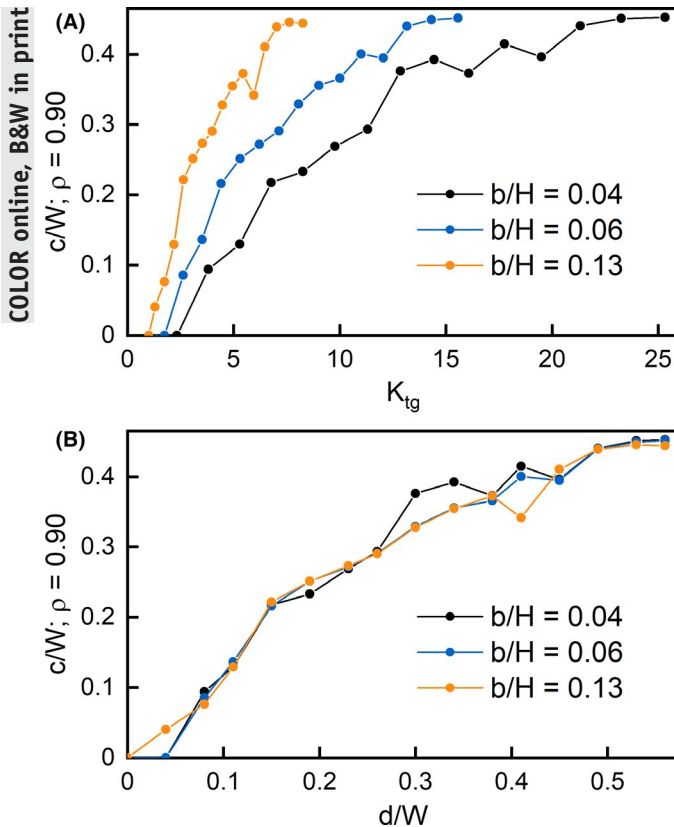 COLOR online, B&W in print
(A)
c/W; ρ = 0.90
0.4
0.3
0.2
0.1
0
b/H = 0.04
b/H = 0.06
b/H = 0.13
0 5 10 15 20 25
K_tg
(B)
c/W; ρ = 0.90
0.4
0.3
0.2
0.1
0
b/H = 0.04
b/H = 0.06
b/H = 0.13
0 0.1 0.2 0.3 0.4 0.5
d/W